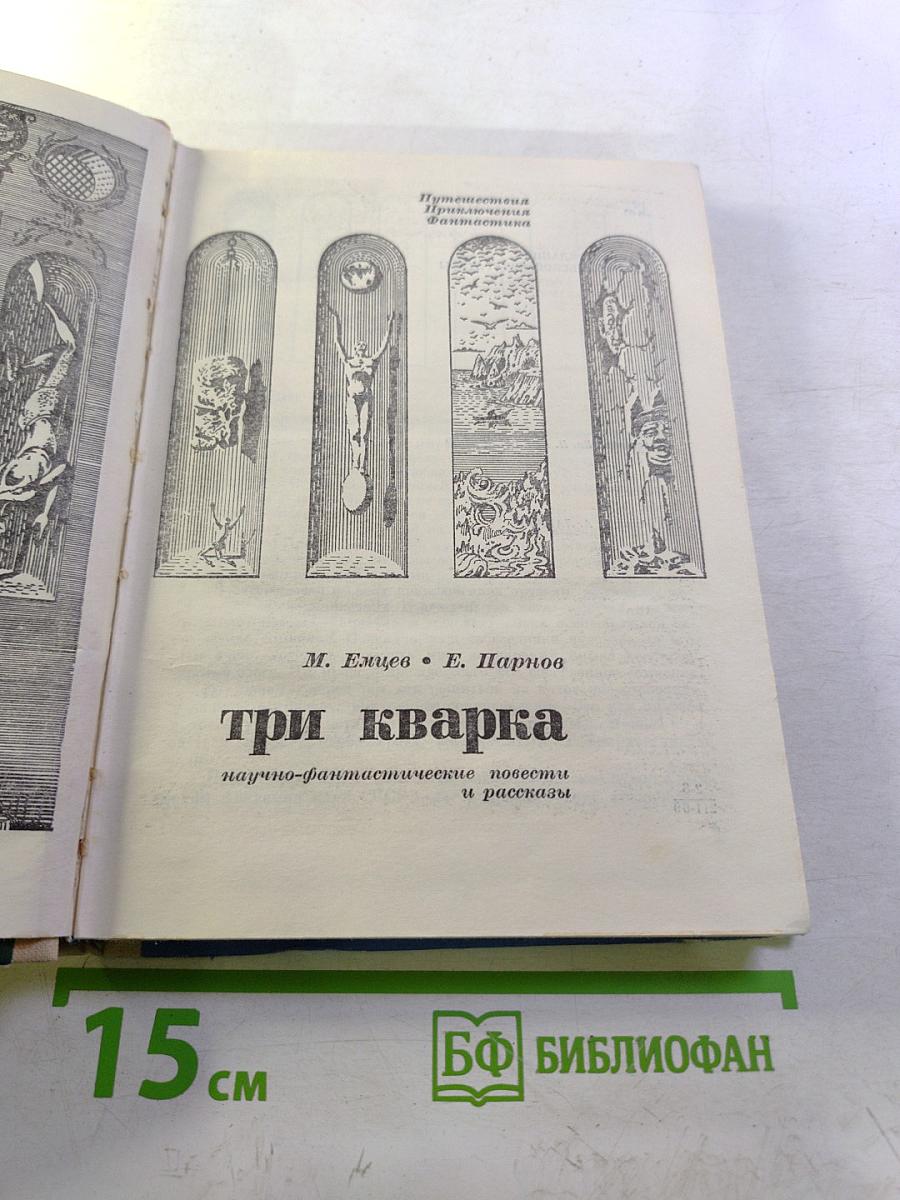 Путешествия
Приключения
Фантастика
М. Емцев • Е. Парнов
три кварка
научно-фантастические повести
и рассказы
15 см
БФ БИБЛИОФАН